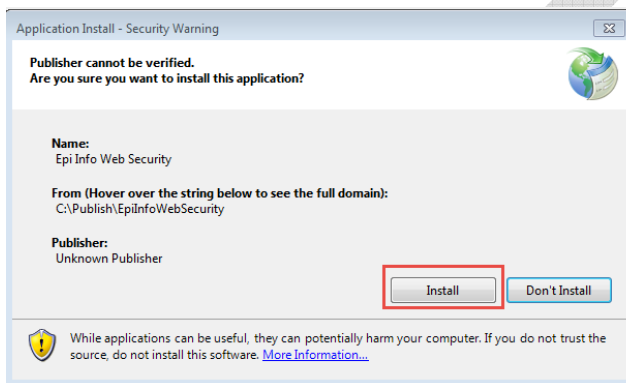 Application Install - Security Warning
Publisher cannot be verified.
Are you sure you want to install this application?
Name:
Epi Info Web Security
From (Hover over the string below to see the full domain):
C:\Publish\EpiInfoWebSecurity
Publisher:
Unknown Publisher
Install
Don't Install
While applications can be useful, they can potentially harm your computer. If you do not trust the
source, do not install this software. More Information...